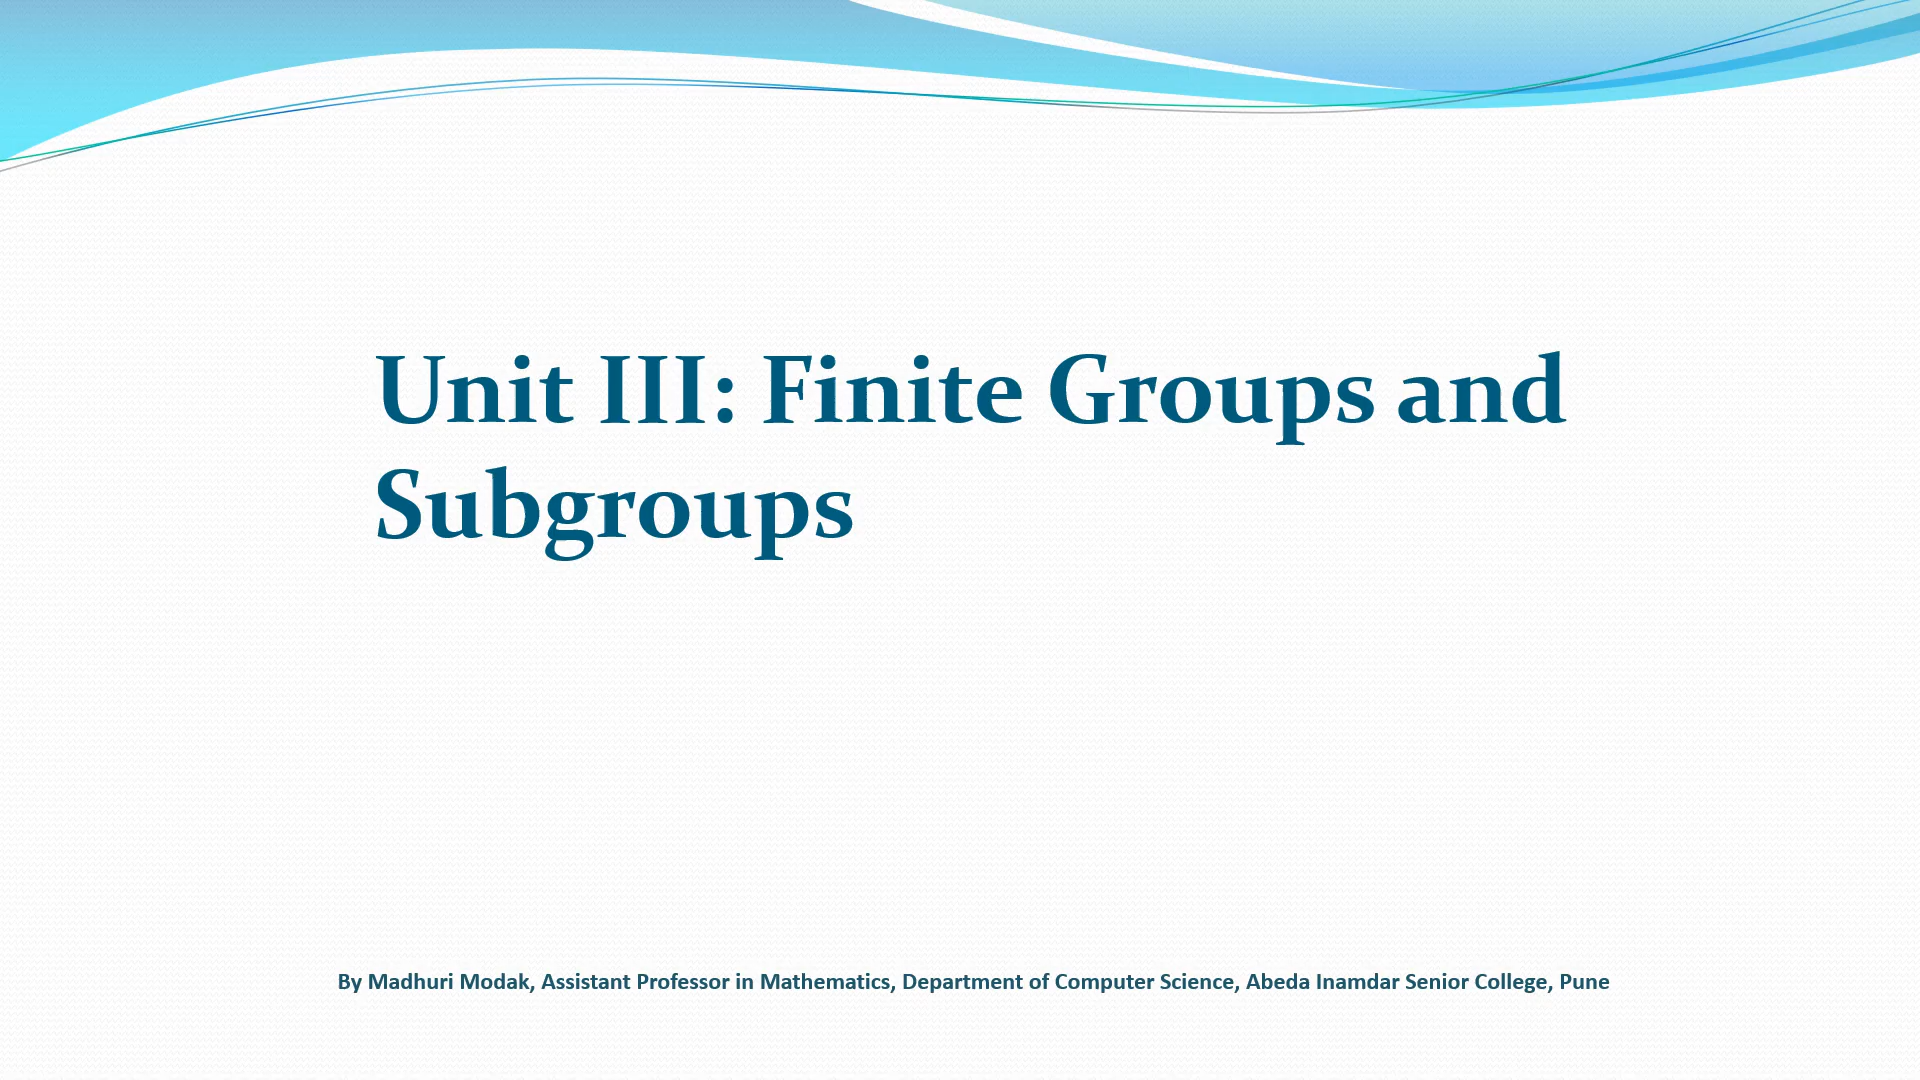 Unit III: Finite Groups and
Subgroups
By Madhuri Modak, Assistant Professor in Mathematics, Department of Computer Science, Abeda Inamdar Senior College, Pune